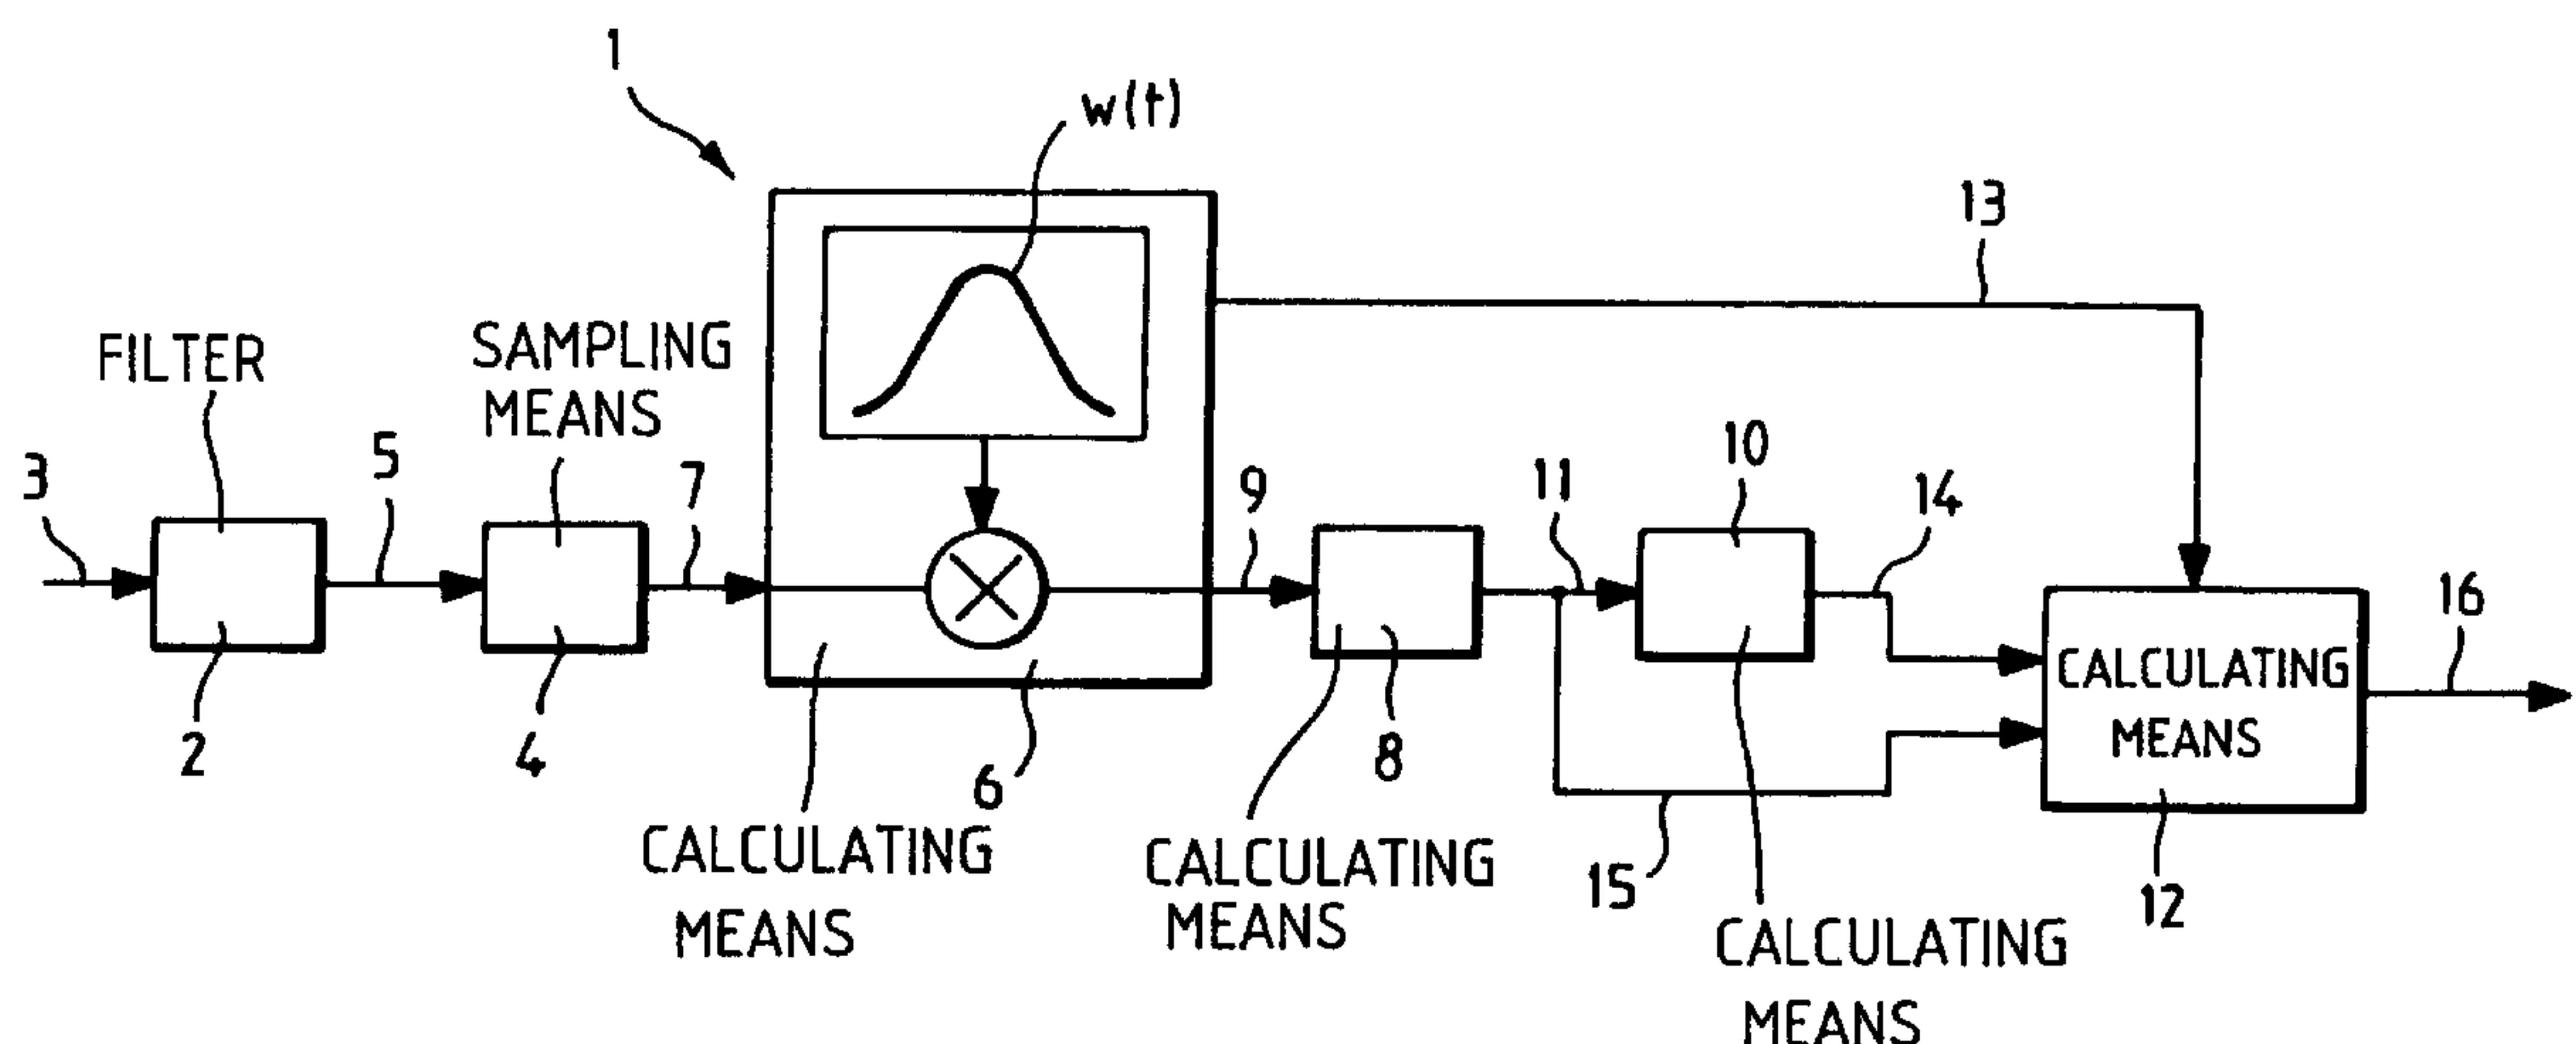 1
w(t)
13
FILTER
SAMPLING
MEANS
3
5
7
9
11
10
14
16
2
4
6
8
15
12
CALCULATING
MEANS
CALCULATING
MEANS
CALCULATING
MEANS
CALCULATING
MEANS